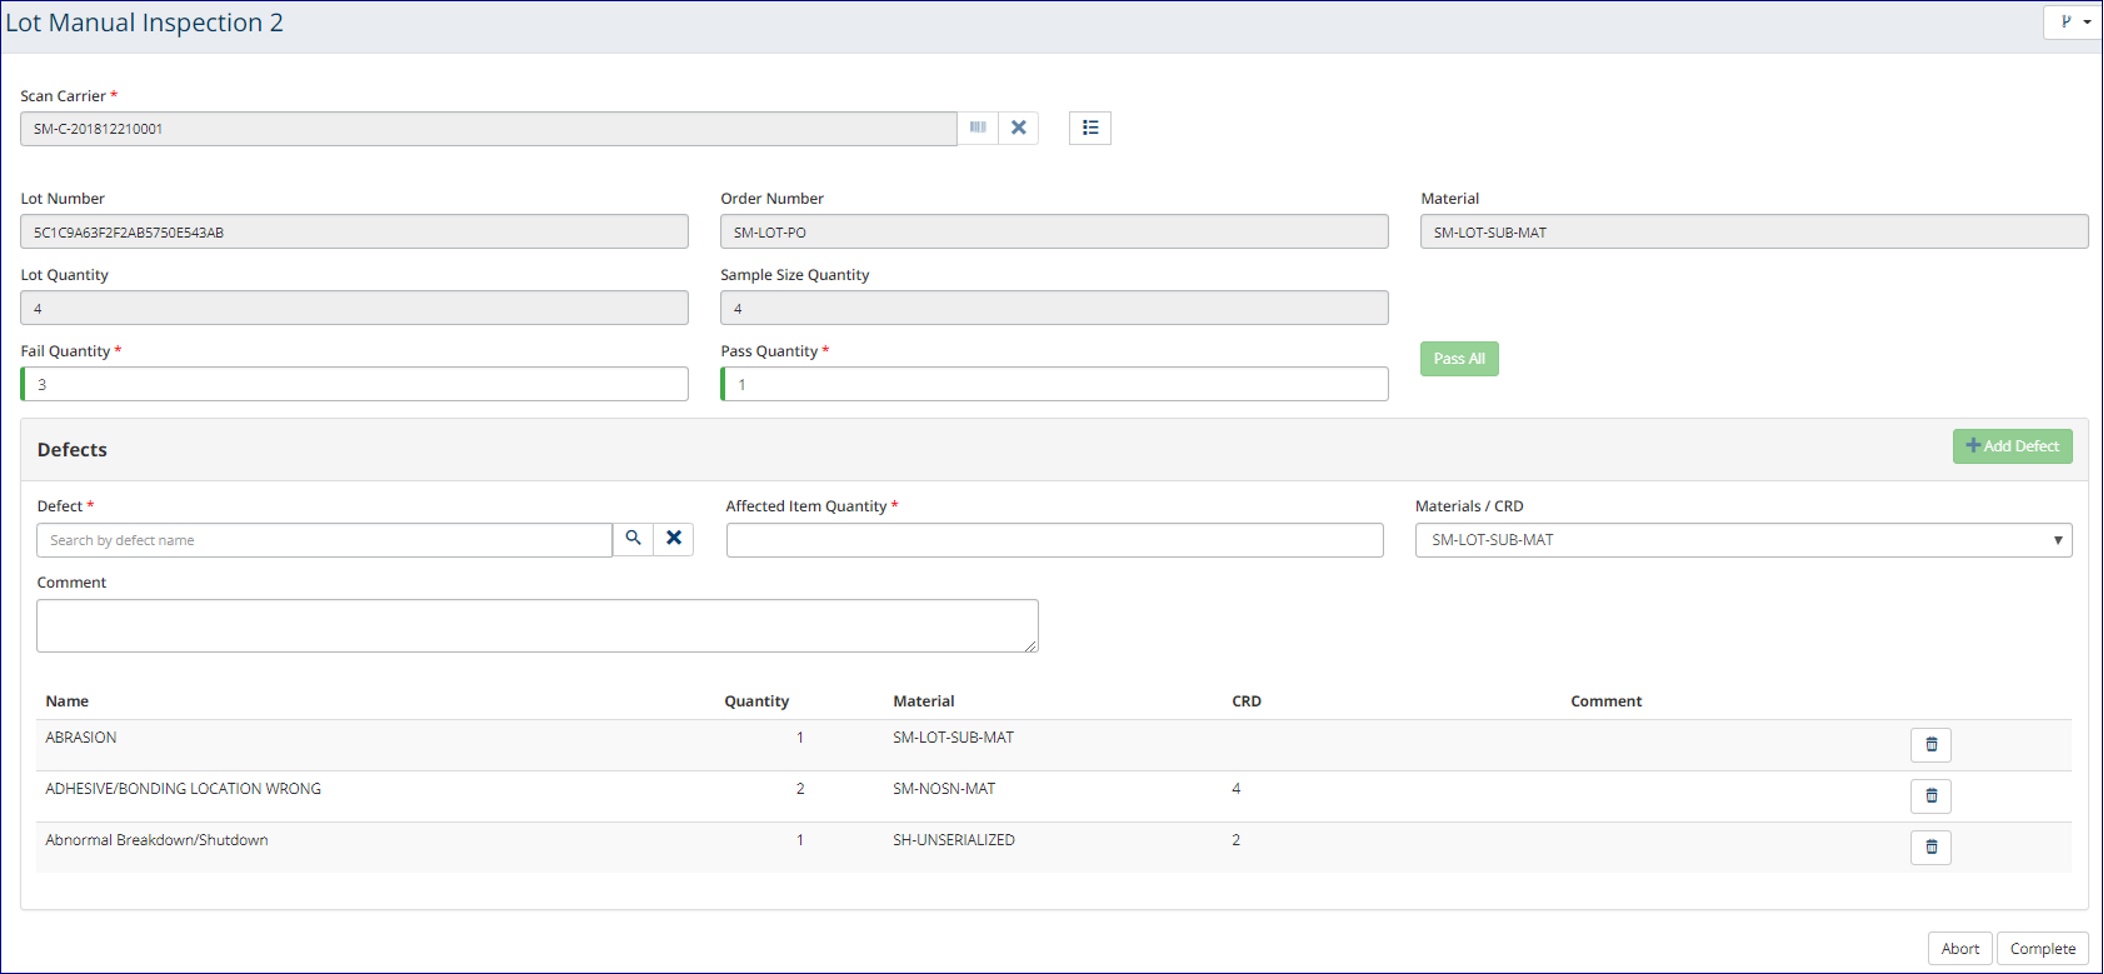 Lot Manual Inspection 2
Scan Carrier *
SM-C-201812210001
Lot Number Order Number Material
5C1C9A63F2F2AB5750E543AB SM-LOT-PO SM-LOT-SUB-MAT
Lot Quantity Sample Size Quantity
4 4
Fail Quantity * Pass Quantity *
3 1 Pass All
Defects Add Defect
Defect * Affected Item Quantity * Materials / CRD
Search by defect name SM-LOT-SUB-MAT
Comment
Name Quantity Material CRD Comment
ABRASION 1 SM-LOT-SUB-MAT
ADHESIVE/BONDING LOCATION WRONG 2 SM-NOSN-MAT 4
Abnormal Breakdown/Shutdown 1 SH-UNSERIALIZED 2
Abort Complete